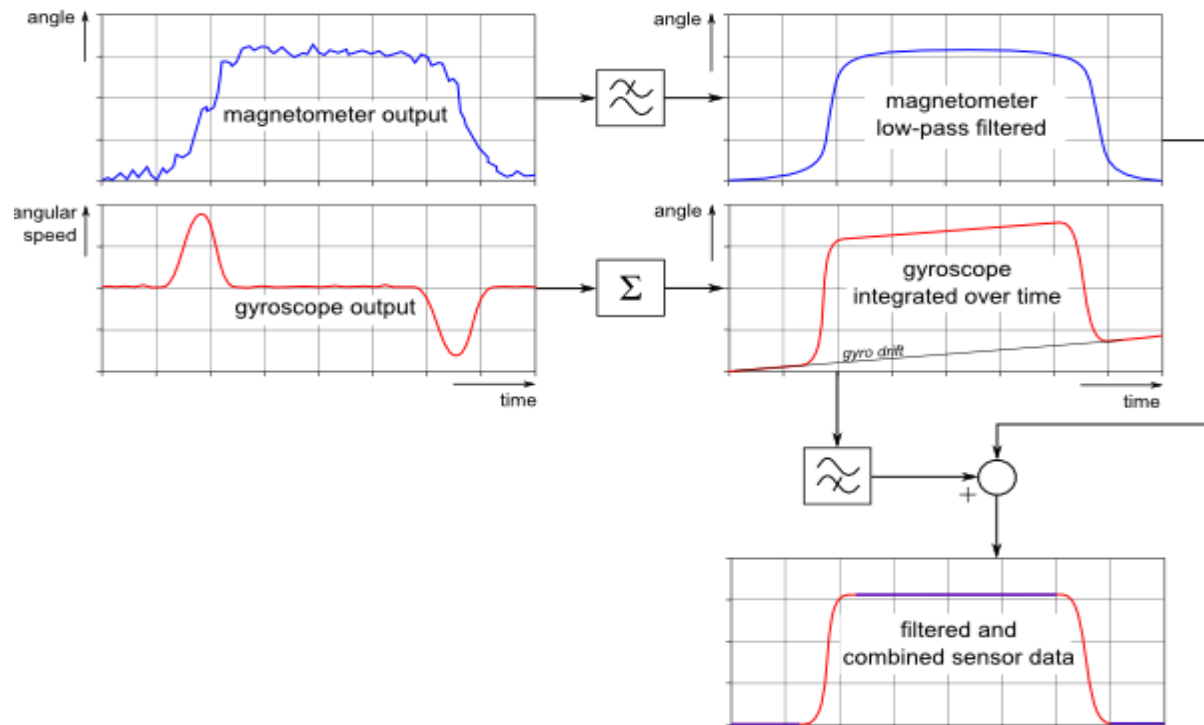 angle
magnetometer output
angle
magnetometer
low-pass filtered
angular
speed
gyroscope output
time
Σ
angle
gyroscope
integrated over time
gyro drift
time
+
filtered and
combined sensor data